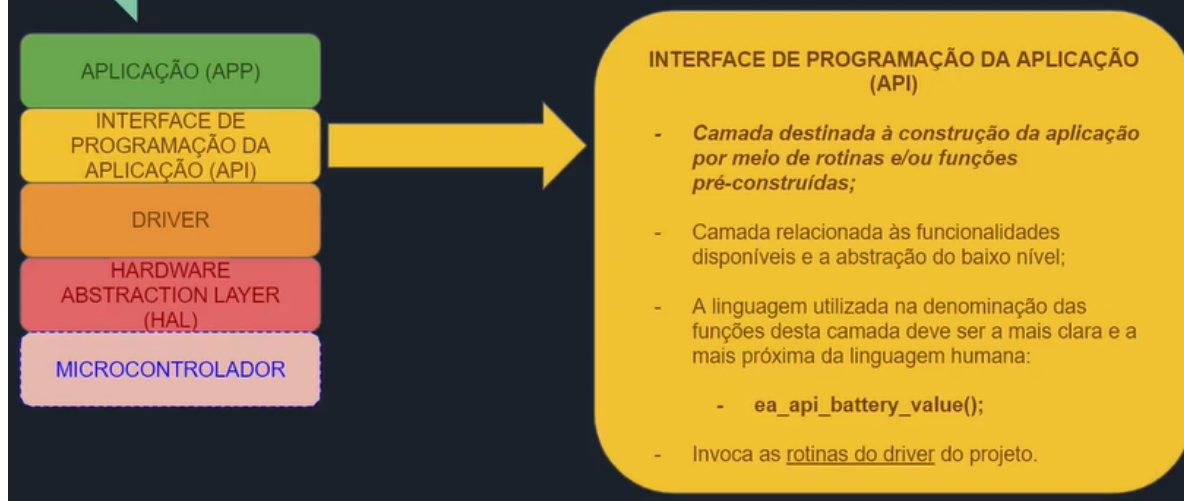 APLICAÇÃO (APP)
INTERFACE DE
PROGRAMAÇÃO DA
APLICAÇÃO (API)
DRIVER
HARDWARE
ABSTRACTION LAYER
(HAL)
MICROCONTROLADOR
INTERFACE DE PROGRAMAÇÃO DA APLICAÇÃO
(API)
- Camada destinada à construção da aplicação
por meio de rotinas e/ou funções
pré-construídas;
- Camada relacionada às funcionalidades
disponíveis e a abstração do baixo nível;
- A linguagem utilizada na denominação das
funções desta camada deve ser a mais clara e a
mais próxima da linguagem humana:
- ea_api_battery_value();
- Invoca as rotinas do driver do projeto.